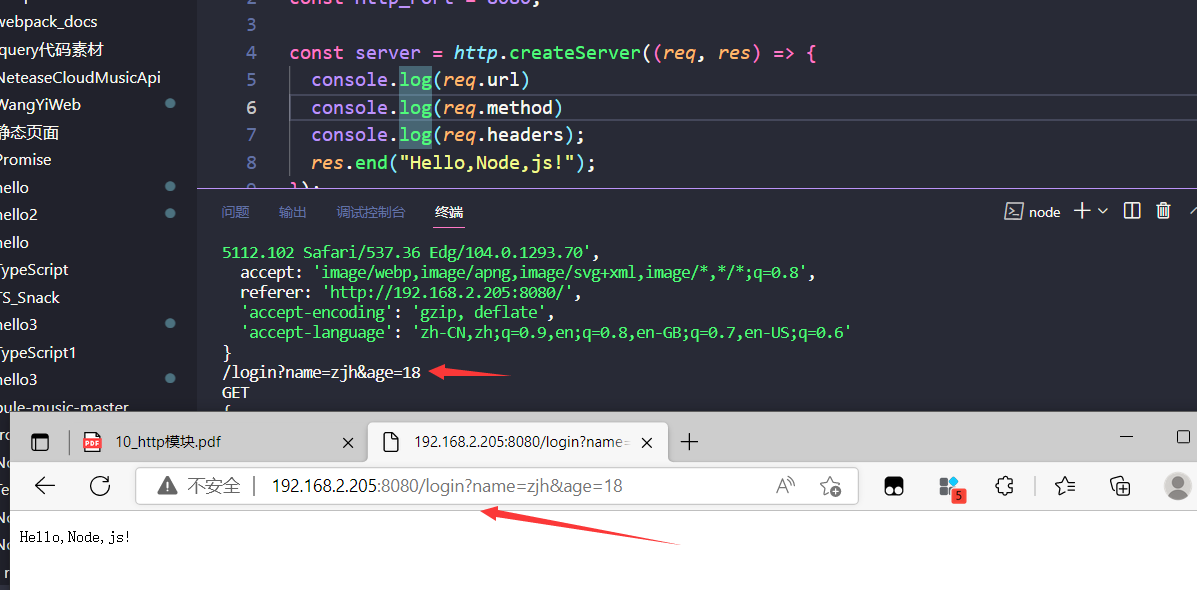 const http_port = 8080;
2
3
4 const server = http.createServer((req, res) => {
5 console.log(req.url)
6 console.log(req.method)
7 console.log(req.headers);
8 res.end("Hello,Node,js!");
9 });
webpack_docs
query代码素材
NeteaseCloudMusicApi
WangYiWeb
静态页面
Promise
hello
hello2
hello
TypeScript
TS_Snack
hello3
TypeScript1
hello3
pule-music-master
问题 输出 调试控制台 终端
node
5112.102 Safari/537.36 Edg/104.0.1293.70',
accept: 'image/webp,image/apng,image/svg+xml,image/*,*/*;q=0.8',
referer: 'http://192.168.2.205:8080/',
'accept-encoding': 'gzip, deflate',
'accept-language': 'zh-CN,zh;q=0.9,en;q=0.8,en-GB;q=0.7,en-US;q=0.6'
}
/login?name=zjh&age=18
GET
{
PDF 10_http模块.pdf
192.168.2.205:8080/login?name=
不安全 192.168.2.205:8080/login?name=zjh&age=18
5
Hello,Node,js!